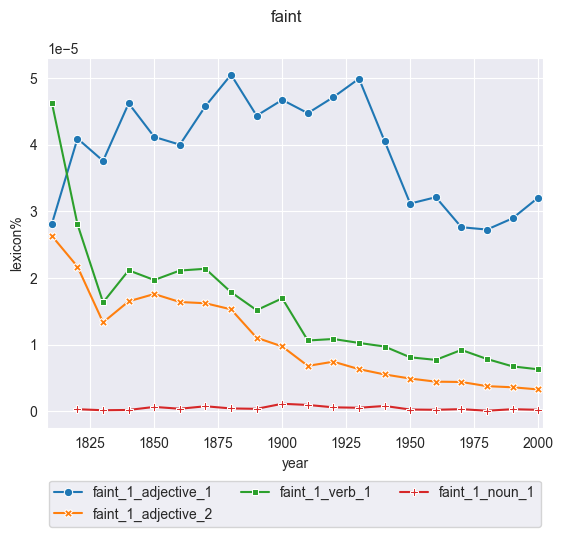 faint
1e−5
5
4
3
2
1
0
lexicon%
1825 1850 1875 1900 1925 1950 1975 2000
year
faint_1_adjective_1 faint_1_verb_1 faint_1_noun_1
faint_1_adjective_2